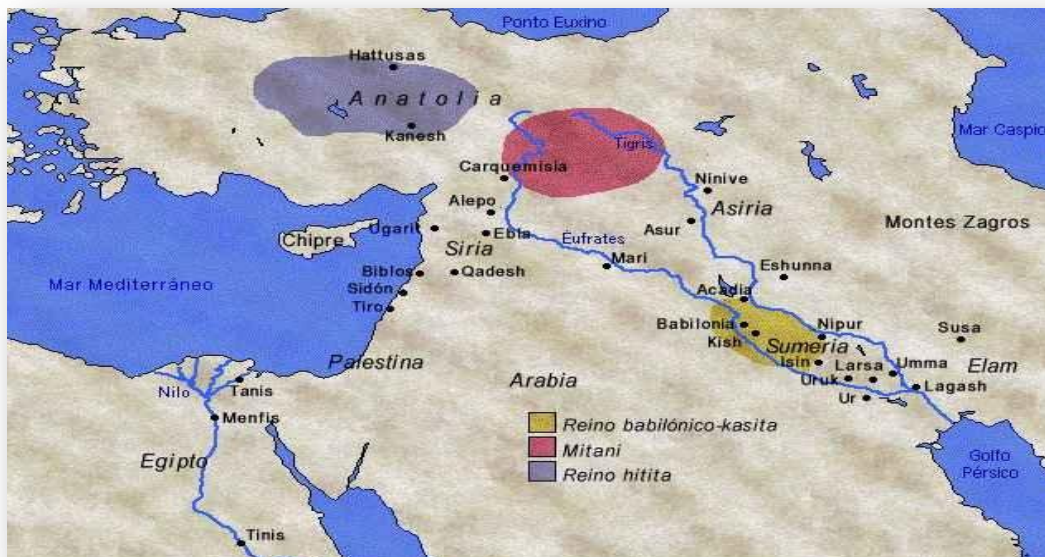 Ponto Euxino
Hattusas
Anatolia
Kanesh
Mar Caspio
Tigris
Carquemisia
Ninive
Alepo
Asiria
Ugarit
Asur
Montes Zagros
Chipre
Siria
Ebla
Éufrates
Mari
Biblos
Qadesh
Eshunna
Mar Mediterráneo
Sidón
Acadia
Tiro
Babilonia
Nipur
Susa
Kish
Sumeria
Palestina
Isin
Larsa
Umma
Elam
Nilo
Tanis
Arabia
Uruk
Lagash
Ur
Menfis
Reino babilónico-kasita
Mitani
Reino hitita
Egipto
Golfo
Pérsico
Tinis